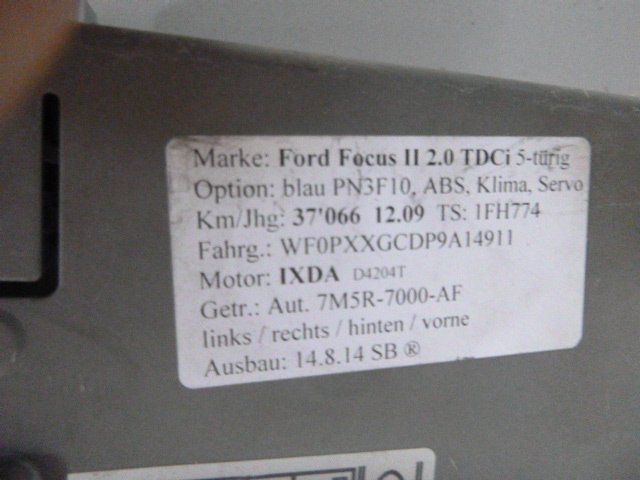 Marke: Ford Focus II 2.0 TDCi 5-türig
Option: blau PN3F10, ABS, Klima, Servo
Km/Jhg: 37'066 12.09 TS: 1FH774
Fahrg.: WF0PXXGCDP9A14911
Motor: IXDA D4204T
Getr.: Aut. 7M5R-7000-AF
links / rechts / hinten / vorne
Ausbau: 14.8.14 SB ®